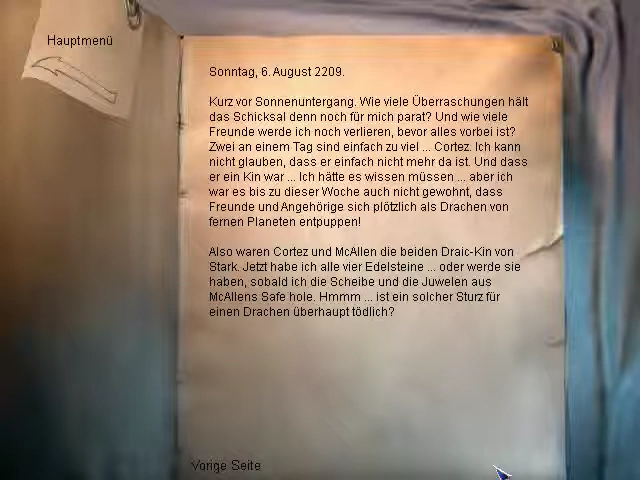 Hauptmenü
Sonntag, 6. August 2209.
Kurz vor Sonnenuntergang. Wie viele Überraschungen hält
das Schicksal denn noch für mich parat? Und wie viele
Freunde werde ich noch verlieren, bevor alles vorbei ist?
Zwei an einem Tag sind einfach zu viel ... Cortez. Ich kann
nicht glauben, dass er einfach nicht mehr da ist. Und dass
er ein Kin war ... Ich hätte es wissen müssen ... aber ich
war es bis zu dieser Woche auch nicht gewohnt, dass
Freunde und Angehörige sich plötzlich als Drachen von
fernen Planeten entpuppen!
Also waren Cortez und McAllen die beiden Draic-Kin von
Stark. Jetzt habe ich alle vier Edelsteine ... oder werde sie
haben, sobald ich die Scheibe und die Juwelen aus
McAllens Safe hole. Hmmm ... ist ein solcher Sturz für
einen Drachen überhaupt tödlich?
Vorige Seite